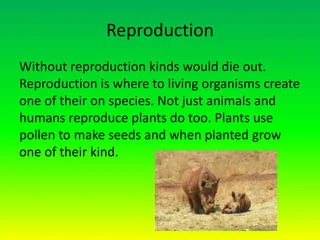 Reproduction
Without reproduction kinds would die out.
Reproduction is where to living organisms create
one of their on species. Not just animals and
humans reproduce plants do too. Plants use
pollen to make seeds and when planted grow
one of their kind.